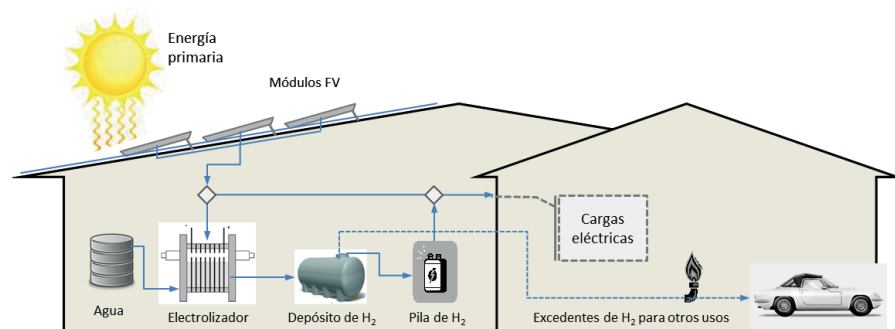 Energía
primaria
Módulos FV
Cargas
eléctricas
Agua
Electrolizador
Depósito de H₂
Pila de H₂
Excedentes de H₂ para otros usos